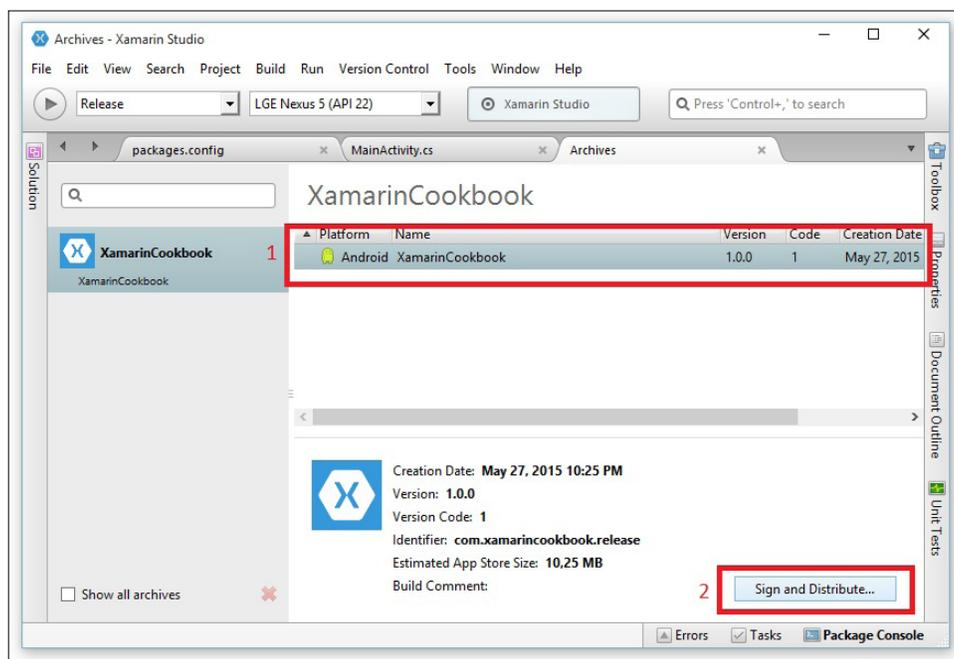 Archives - Xamarin Studio
File Edit View Search Project Build Run Version Control Tools Window Help
Release LGE Nexus 5 (API 22) Xamarin Studio Press 'Control+,' to search
packages.config MainActivity.cs Archives
Solution
Toolbox
Properties
Document Outline
Unit Tests
XamarinCookbook
XamarinCookbook
XamarinCookbook
1
Platform Name Version Code Creation Date
Android XamarinCookbook 1.0.0 1 May 27, 2015
Creation Date: May 27, 2015 10:25 PM
Version: 1.0.0
Version Code: 1
Identifier: com.xamarincookbook.release
Estimated App Store Size: 10,25 MB
Build Comment:
Show all archives
2 Sign and Distribute...
Errors Tasks Package Console